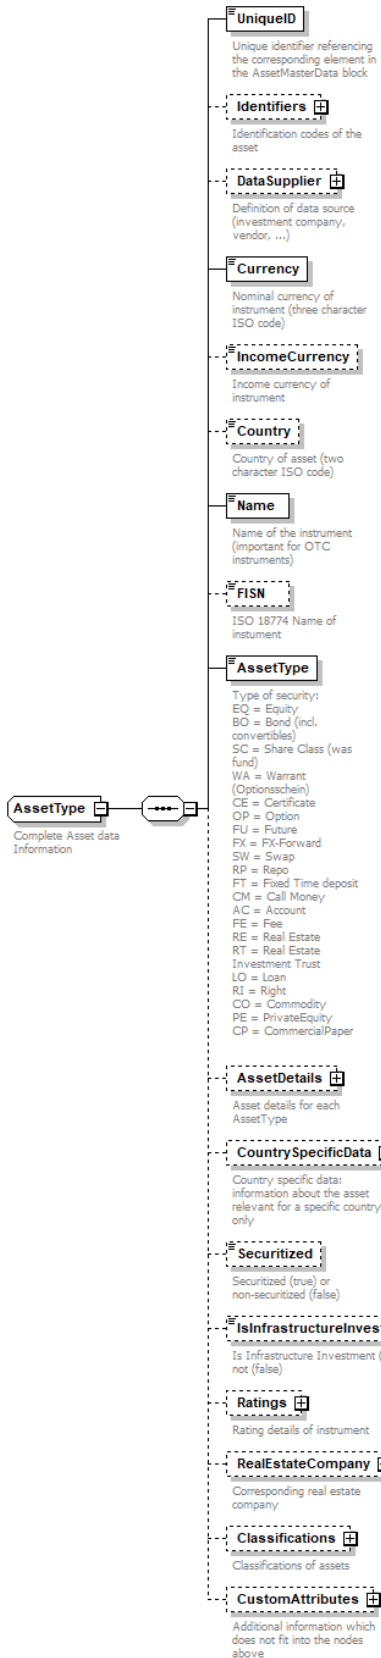 UniqueID
Unique identifier referencing
the corresponding element in
the AssetMasterData block
Identifiers
Identification codes of the
asset
DataSupplier
Definition of data source
(investment company,
vendor, ...)
Currency
Nominal currency of
instrument (three character
ISO code)
IncomeCurrency
Income currency of
instrument
Country
Country of asset (two
character ISO code)
Name
Name of the instrument
(important for OTC
instruments)
FISN
ISO 18774 Name of
instument
AssetType
Type of security:
EQ = Equity
BO = Bond (incl.
convertibles)
SC = Share Class (was
fund)
WA = Warrant
(Optionsschein)
CE = Certificate
OP = Option
FU = Future
FX = FX-Forward
SW = Swap
RP = Repo
FT = Fixed Time deposit
CM = Call Money
AC = Account
FE = Fee
RE = Real Estate
RT = Real Estate
Investment Trust
LO = Loan
RI = Right
CO = Commodity
PE = PrivateEquity
CP = CommercialPaper
AssetType
Complete Asset data
Information
AssetDetails
Asset details for each
AssetType
CountrySpecificData
Country specific data:
information about the asset
relevant for a specific country
only
Securitized
Securitized (true) or
non-securitized (false)
IsInfrastructureInvest
Is Infrastructure Investment (
not (false)
Ratings
Rating details of instrument
RealEstateCompany
Corresponding real estate
company
Classifications
Classifications of assets
CustomAttributes
Additional information which
does not fit into the nodes
above